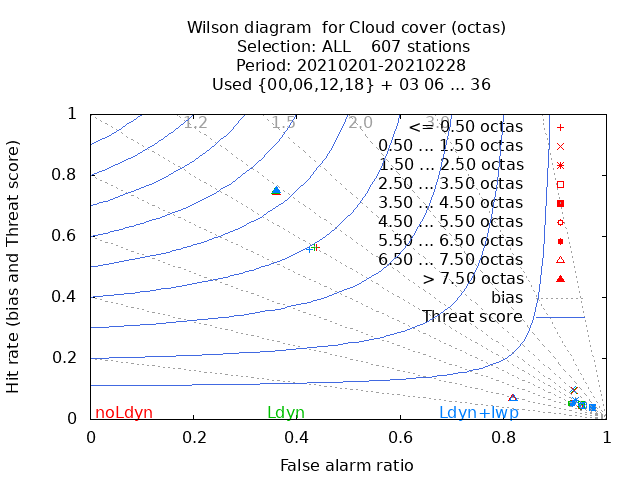 Wilson diagram  for Cloud cover (octas)
Selection: ALL    607 stations
Period: 20210201-20210228
Used {00,06,12,18} + 03 06 ... 36
1.2 1.5 2.0 3.0
<= 0.50 octas
0.50 ... 1.50 octas
1.50 ... 2.50 octas
2.50 ... 3.50 octas
3.50 ... 4.50 octas
4.50 ... 5.50 octas
5.50 ... 6.50 octas
6.50 ... 7.50 octas
> 7.50 octas
bias
Threat score
1
0.8
0.6
0.4
0.2
0
Hit rate (bias and Threat score)
noLdyn Ldyn Ldyn+lwp
0 0.2 0.4 0.6 0.8 1
False alarm ratio